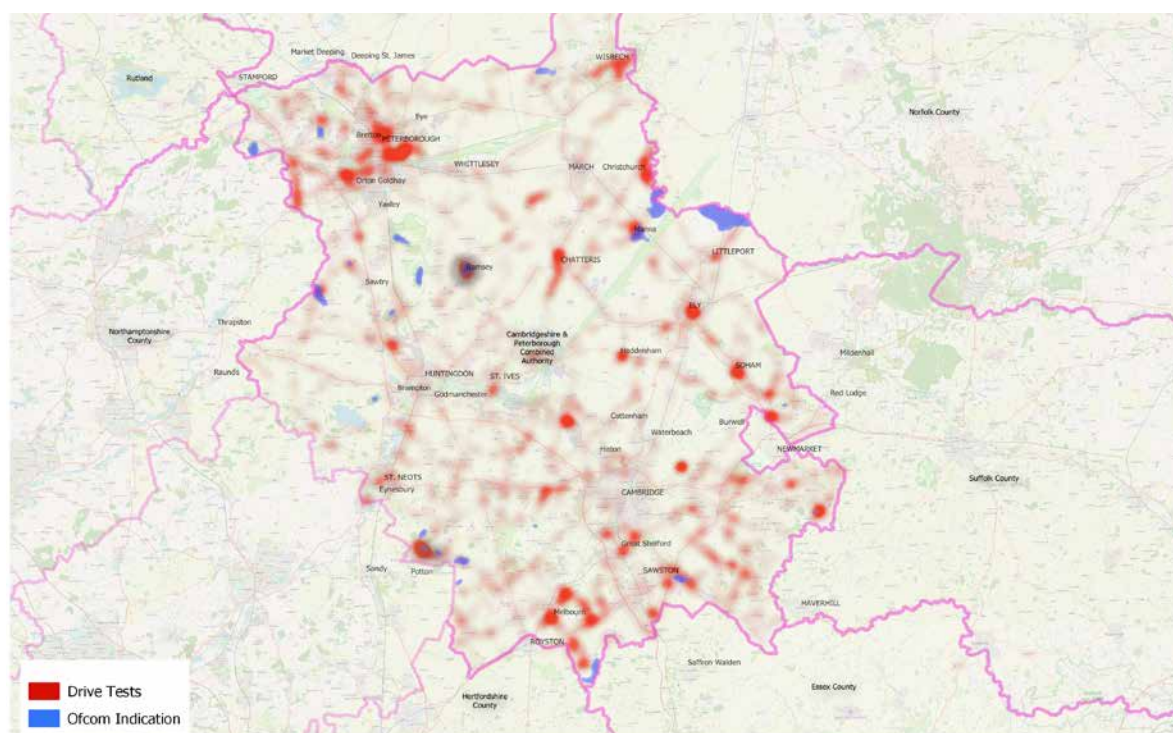 Market Deeping
Deeping St. James
WISBECH
Rutland
STAMFORD
Norfolk County
Eye
Bretton
PETERBOROUGH
WHITTLESEY
MARCH
Christchurch
Orton Goldhay
Yaxley
Manea
LITTLEPORT
Ramsey
CHATTERIS
Sawtry
ELY
Thrapston
Northamptonshire
County
Cambridgeshire &
Peterborough
Combined
Authority
Haddenham
Mildenhall
SOHAM
Raunds
HUNTINGDON
ST. IVES
Brampton
Godmanchester
Red Lodge
Cottenham
Burwell
Waterbeach
Histon
NEWMARKET
ST. NEOTS
Eynesbury
Suffolk County
CAMBRIDGE
Great Shelford
Sandy
Potton
SAWSTON
HAVERHILL
Melbourn
ROYSTON
Saffron Walden
Essex County
Hertfordshire
County
Drive Tests
Ofcom Indication